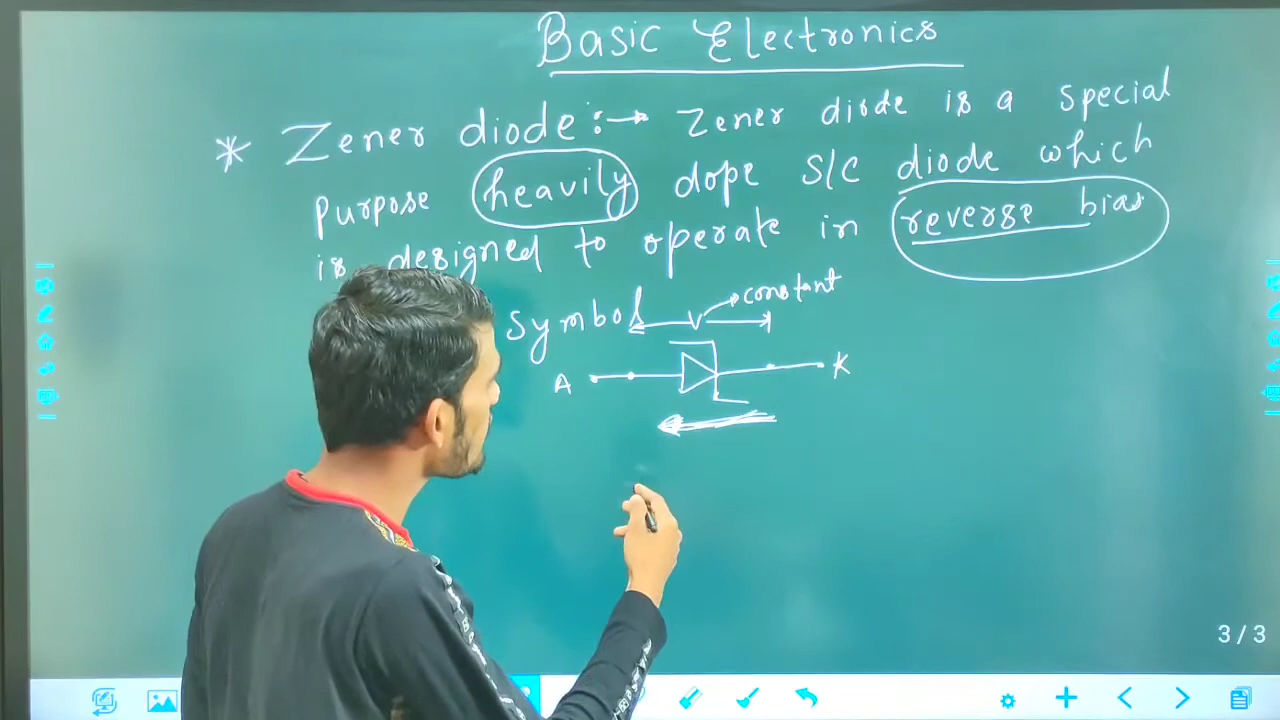 Basic Electronics
* Zener diode:→ Zener diode is a special
purpose heavily dope S/C diode which
is designed to operate in reverse bias
Symbol
V → constant
A K
3/3